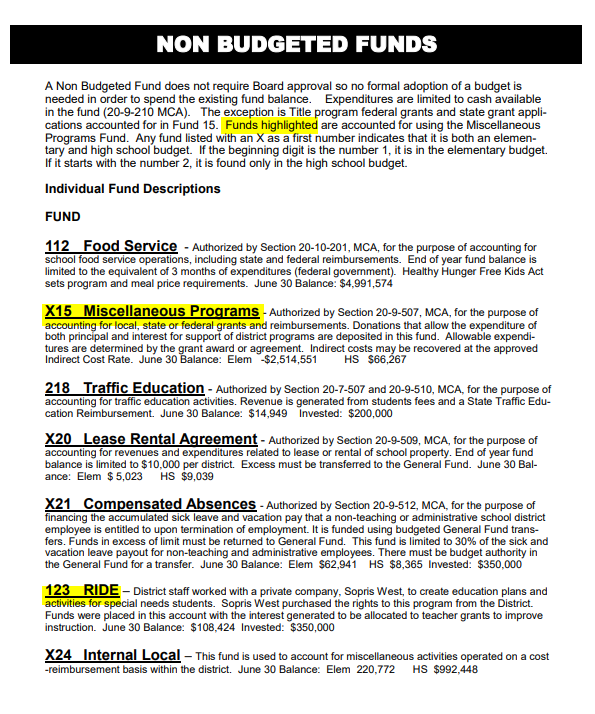 NON BUDGETED FUNDS
A Non Budgeted Fund does not require Board approval so no formal adoption of a budget is
needed in order to spend the existing fund balance. Expenditures are limited to cash available
in the fund (20-9-210 MCA). The exception is Title program federal grants and state grant appli-
cations accounted for in Fund 15. Funds highlighted are accounted for using the Miscellaneous
Programs Fund. Any fund listed with an X as a first number indicates that it is both an elemen-
tary and high school budget. If the beginning digit is the number 1, it is in the elementary budget.
If it starts with the number 2, it is found only in the high school budget.
Individual Fund Descriptions
FUND
112 Food Service - Authorized by Section 20-10-201, MCA, for the purpose of accounting for
school food service operations, including state and federal reimbursements. End of year fund balance is
limited to the equivalent of 3 months of expenditures (federal government). Healthy Hunger Free Kids Act
sets program and meal price requirements. June 30 Balance: $4,991,574
X15 Miscellaneous Programs - Authorized by Section 20-9-507, MCA, for the purpose of
accounting for local, state or federal grants and reimbursements. Donations that allow the expenditure of
both principal and interest for support of district programs are deposited in this fund. Allowable expendi-
tures are determined by the grant award or agreement. Indirect costs may be recovered at the approved
Indirect Cost Rate. June 30 Balance: Elem -$2,514,551 HS $66,267
218 Traffic Education - Authorized by Section 20-7-507 and 20-9-510, MCA, for the purpose of
accounting for traffic education activities. Revenue is generated from students fees and a State Traffic Edu-
cation Reimbursement. June 30 Balance: $14,949 Invested: $200,000
X20 Lease Rental Agreement - Authorized by Section 20-9-509, MCA, for the purpose of
accounting for revenues and expenditures related to lease or rental of school property. End of year fund
balance is limited to $10,000 per district. Excess must be transferred to the General Fund. June 30 Bal-
ance: Elem $ 5,023 HS $9,039
X21 Compensated Absences - Authorized by Section 20-9-512, MCA, for the purpose of
financing the accumulated sick leave and vacation pay that a non-teaching or administrative school district
employee is entitled to upon termination of employment. It is funded using budgeted General Fund trans-
fers. Funds in excess of limit must be returned to General Fund. This fund is limited to 30% of the sick and
vacation leave payout for non-teaching and administrative employees. There must be budget authority in
the General Fund for a transfer. June 30 Balance: Elem $62,941 HS $8,365 Invested: $350,000
123 RIDE – District staff worked with a private company, Sopris West, to create education plans and
activities for special needs students. Sopris West purchased the rights to this program from the District.
Funds were placed in this account with the interest generated to be allocated to teacher grants to improve
instruction. June 30 Balance: $108,424 Invested: $350,000
X24 Internal Local – This fund is used to account for miscellaneous activities operated on a cost
-reimbursement basis within the district. June 30 Balance: Elem 220,772 HS $992,448